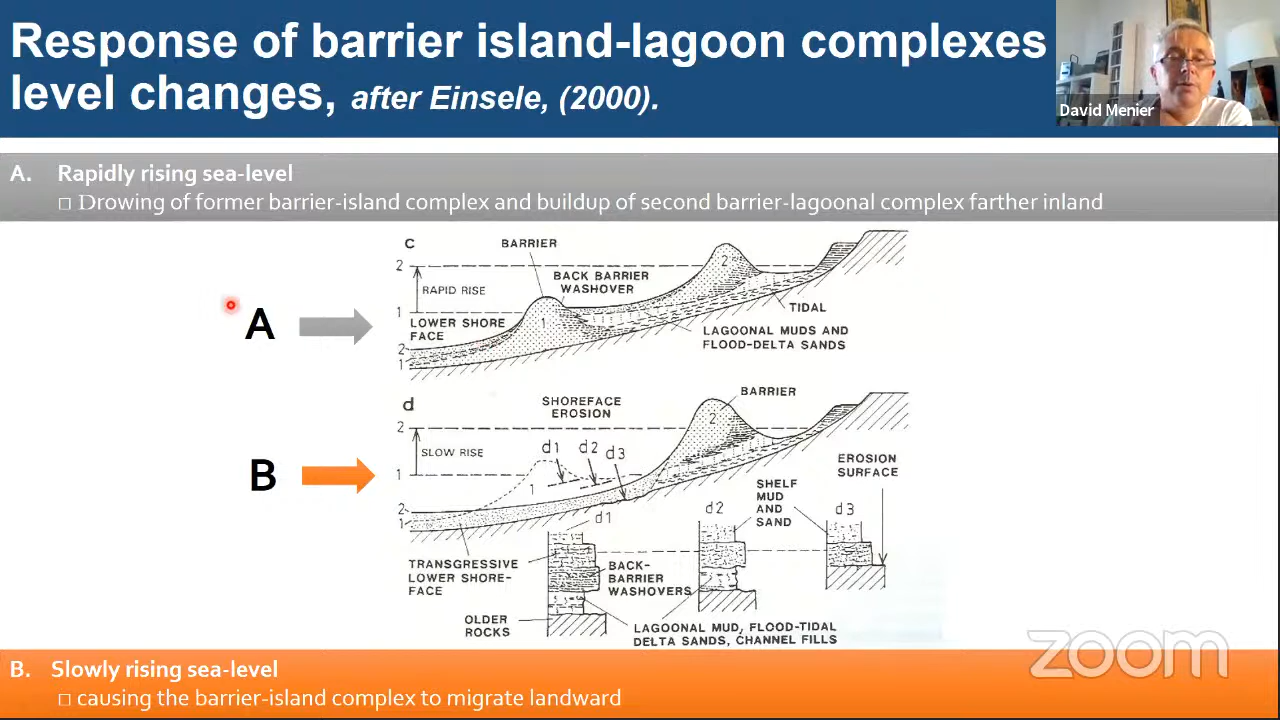 Response of barrier island-lagoon complexes
level changes, after Einsele, (2000).
David Menier
A. Rapidly rising sea-level
□ Drowing of former barrier-island complex and buildup of second barrier-lagoonal complex farther inland
A
c
BARRIER
2
RAPID RISE
BACK BARRIER
WASHOVER
2
1
LOWER SHORE
FACE
1
TIDAL
LAGOONAL MUDS AND
FLOOD-DELTA SANDS
2
1
B
d
SHOREFACE
EROSION
BARRIER
2
SLOW RISE
d1 d2 d3
2
1
1
EROSION
SURFACE
2
1
d1
d2
SHELF
MUD
AND
SAND
d3
TRANSGRESSIVE
LOWER SHORE-
FACE
BACK-
BARRIER
WASHOVERS
OLDER
ROCKS
LAGOONAL MUD, FLOOD-TIDAL
DELTA SANDS, CHANNEL FILLS
zoom
B. Slowly rising sea-level
□ causing the barrier-island complex to migrate landward